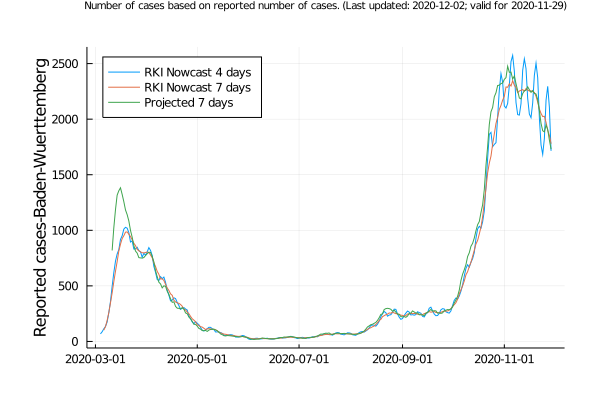 Number of cases based on reported number of cases. (Last updated: 2020-12-02; valid for 2020-11-29)
Reported cases-Baden-Wuerttemberg
2500
2000
1500
1000
500
0
RKI Nowcast 4 days
RKI Nowcast 7 days
Projected 7 days
2020-03-01
2020-05-01
2020-07-01
2020-09-01
2020-11-01